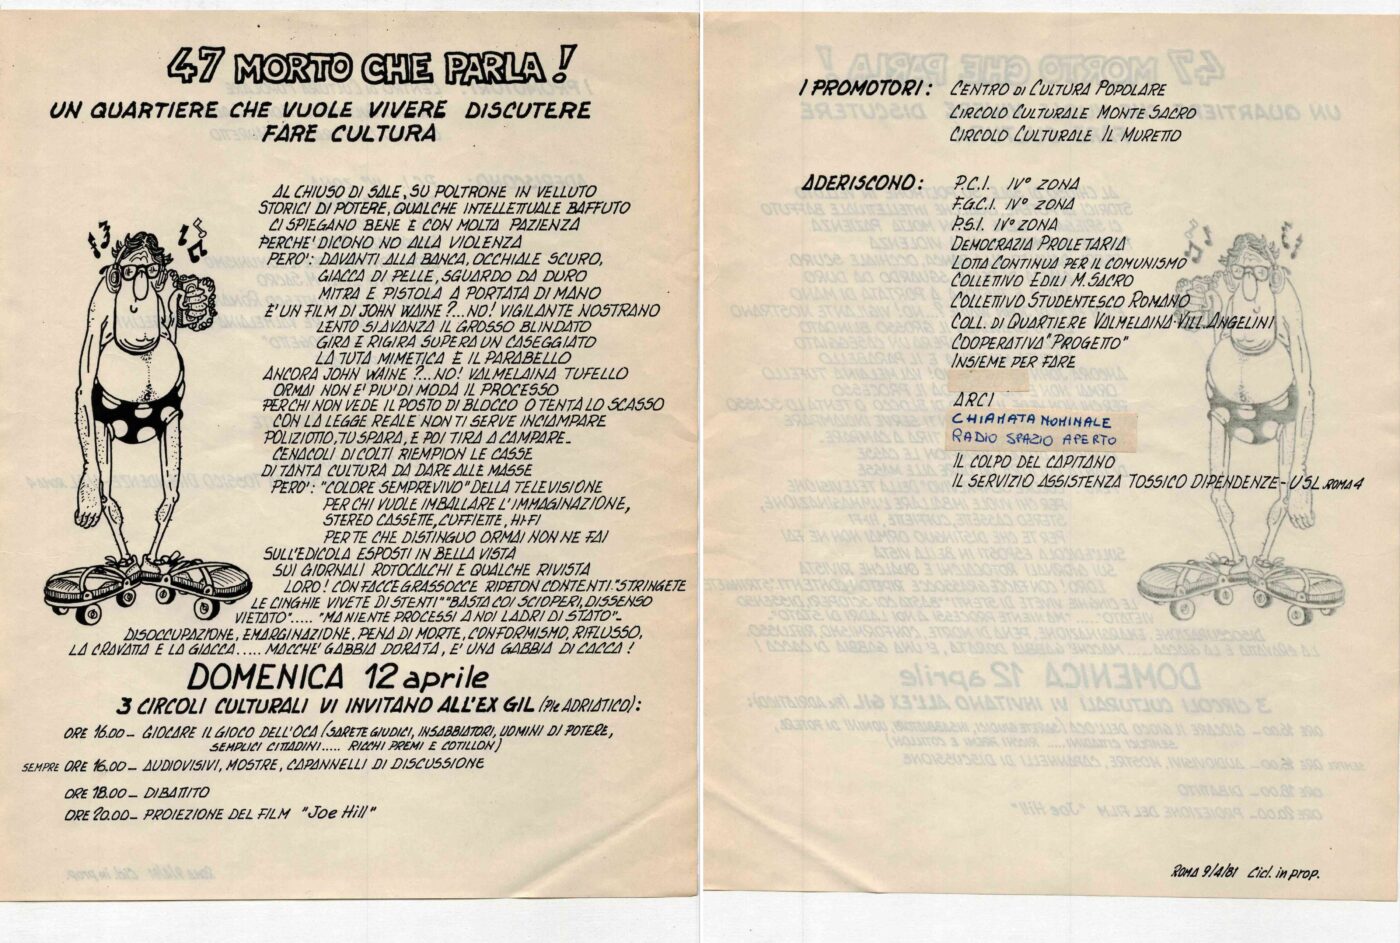 47 MORTO CHE PARLA!
UN QUARTIERE CHE VUOLE VIVERE DISCUTERE
FARE CULTURA
AL CHIUSO DI SALE, SU POLTRONE IN VELLUTO
STORICI DI POTERE, QUALCHE INTELLETTUALE BAFFUTO
CI SPIEGANO BENE E CON MOLTA PAZIENZA
PERCHE' DICONO NO ALLA VIOLENZA
PERO': DAVANTI ALLA BANCA, OCCHIALE SCURO,
GIACCA DI PELLE, SGUARDO DA DURO
MITRA E PISTOLA A PORTATA DI MANO
E' UN FILM DI JOHN WAINE?...NO! VIGILANTE NOSTRANO
LENTO SI AVANZA IL GROSSO BLINDATO
GIRA E RIGIRA SUPERA UN CASEGGIATO
LA TUTA MIMETICA E IL PARABELLO
ANCORA JOHN WAINE?...NO! VALMELAINA TUFELLO
ORMAI NON E' PIU' DI MODA IL PROCESSO
PER CHI NON VEDE IL POSTO DI BLOCCO O TENTA LO SCASSO
CON LA LEGGE REALE NON TI SERVE INCIAMPARE
POLIZIOTTO, TU SPARA, E POI TIRA A CAMPARE_
CENACOLI DI COLTI RIEMPION LE CASSE
DI TANTA CULTURA DA DARE ALLE MASSE
PERO': "COLORE SEMPREVIVO" DELLA TELEVISIONE
PER CHI VUOLE IMBALLARE L'IMMAGINAZIONE,
STEREO CASSETTE, CUFFIETTE, HI-FI
PER TE CHE DISTINGUO ORMAI NON NE FAI
SULL'EDICOLA ESPOSTI IN BELLA VISTA
SUI GIORNALI ROTOCALCHI E QUALCHE RIVISTA
LORO! CON FACCE GRASSOCCE RIPETON CONTENTI: "STRINGETE
LE CINGHIE VIVETE DI STENTI" "BASTA COI SCIOPERI, DISSENSO
VIETATO"..... "MA NIENTE PROCESSI A NOI LADRI DI STATO"_
DISOCCUPAZIONE, EMARGINAZIONE, PENA DI MORTE, CONFORMISMO, RIFLUSSO,
LA CRAVATTA E LA GIACCA..... MACCHE' GABBIA DORATA, E' UNA GABBIA DI CACCA!
DOMENICA 12 aprile
3 CIRCOLI CULTURALI VI INVITANO ALL'EX GIL (Ple ADRIATICO):
ORE 16.00_ GIOCARE IL GIOCO DELL'OCA (SARETE GIUDICI, INSABBIATORI, UOMINI DI POTERE,
SEMPLICI CITTADINI..... RICCHI PREMI E COTILLON)
SEMPRE ORE 16.00_ AUDIOVISIVI, MOSTRE, CAPANNELLI DI DISCUSSIONE
ORE 18.00_ DIBATTITO
ORE 20.00_ PROIEZIONE DEL FILM "Joe Hill"
I PROMOTORI: CENTRO DI CULTURA POPOLARE
CIRCOLO CULTURALE MONTE SACRO
CIRCOLO CULTURALE IL MURETTO
ADERISCONO: P.C.I. IV° ZONA
F.G.C.I. IV° ZONA
P.S.I. IV° ZONA
DEMOCRAZIA PROLETARIA
LOTTA CONTINUA PER IL COMUNISMO
COLLETTIVO EDILI M. SACRO
COLLETTIVO STUDENTESCO ROMANO
COLL. DI QUARTIERE VALMELAINA-VILL. ANGELINI
COOPERATIVA "PROGETTO"
INSIEME PER FARE
ARCI
CHIAMATA NOMINALE
RADIO SPAZIO APERTO
IL COLPO DEL CAPITANO
IL SERVIZIO ASSISTENZA TOSSICO DIPENDENZE - USL ROMA 4
ROMA 9/4/81 Cicl. in prop.